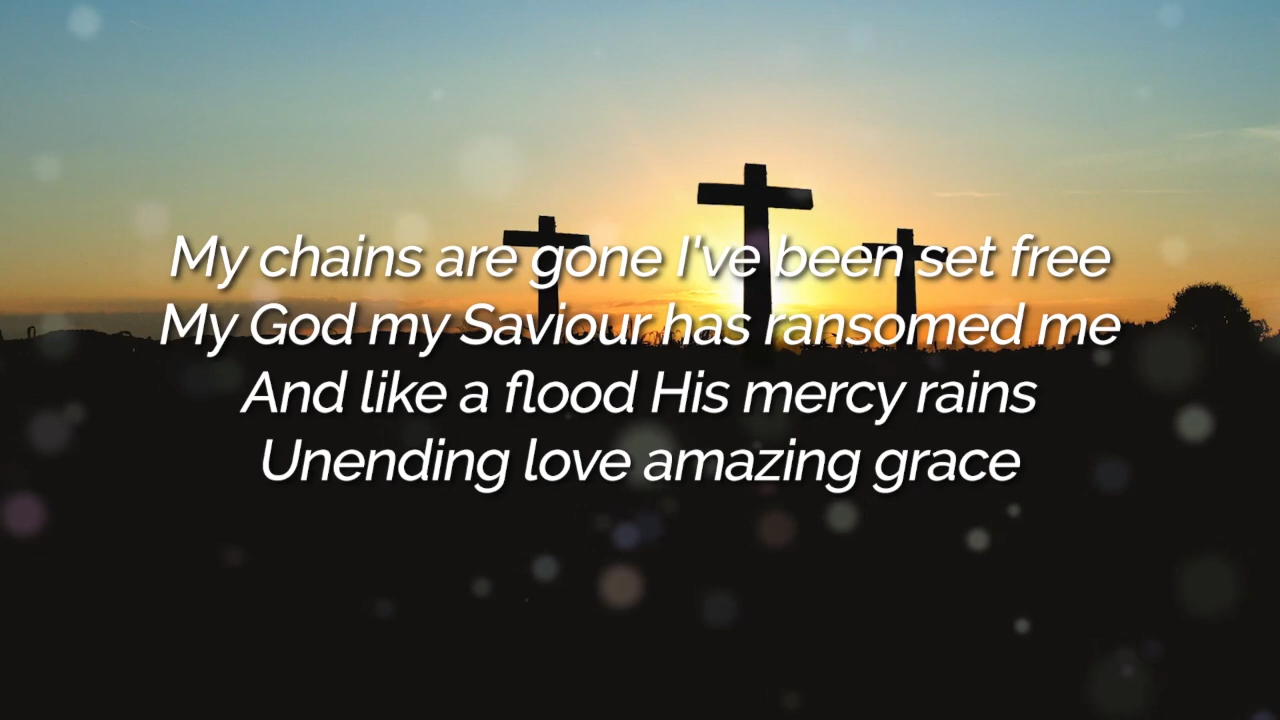 My chains are gone I've been set free
My God my Saviour has ransomed me
And like a flood His mercy rains
Unending love amazing grace